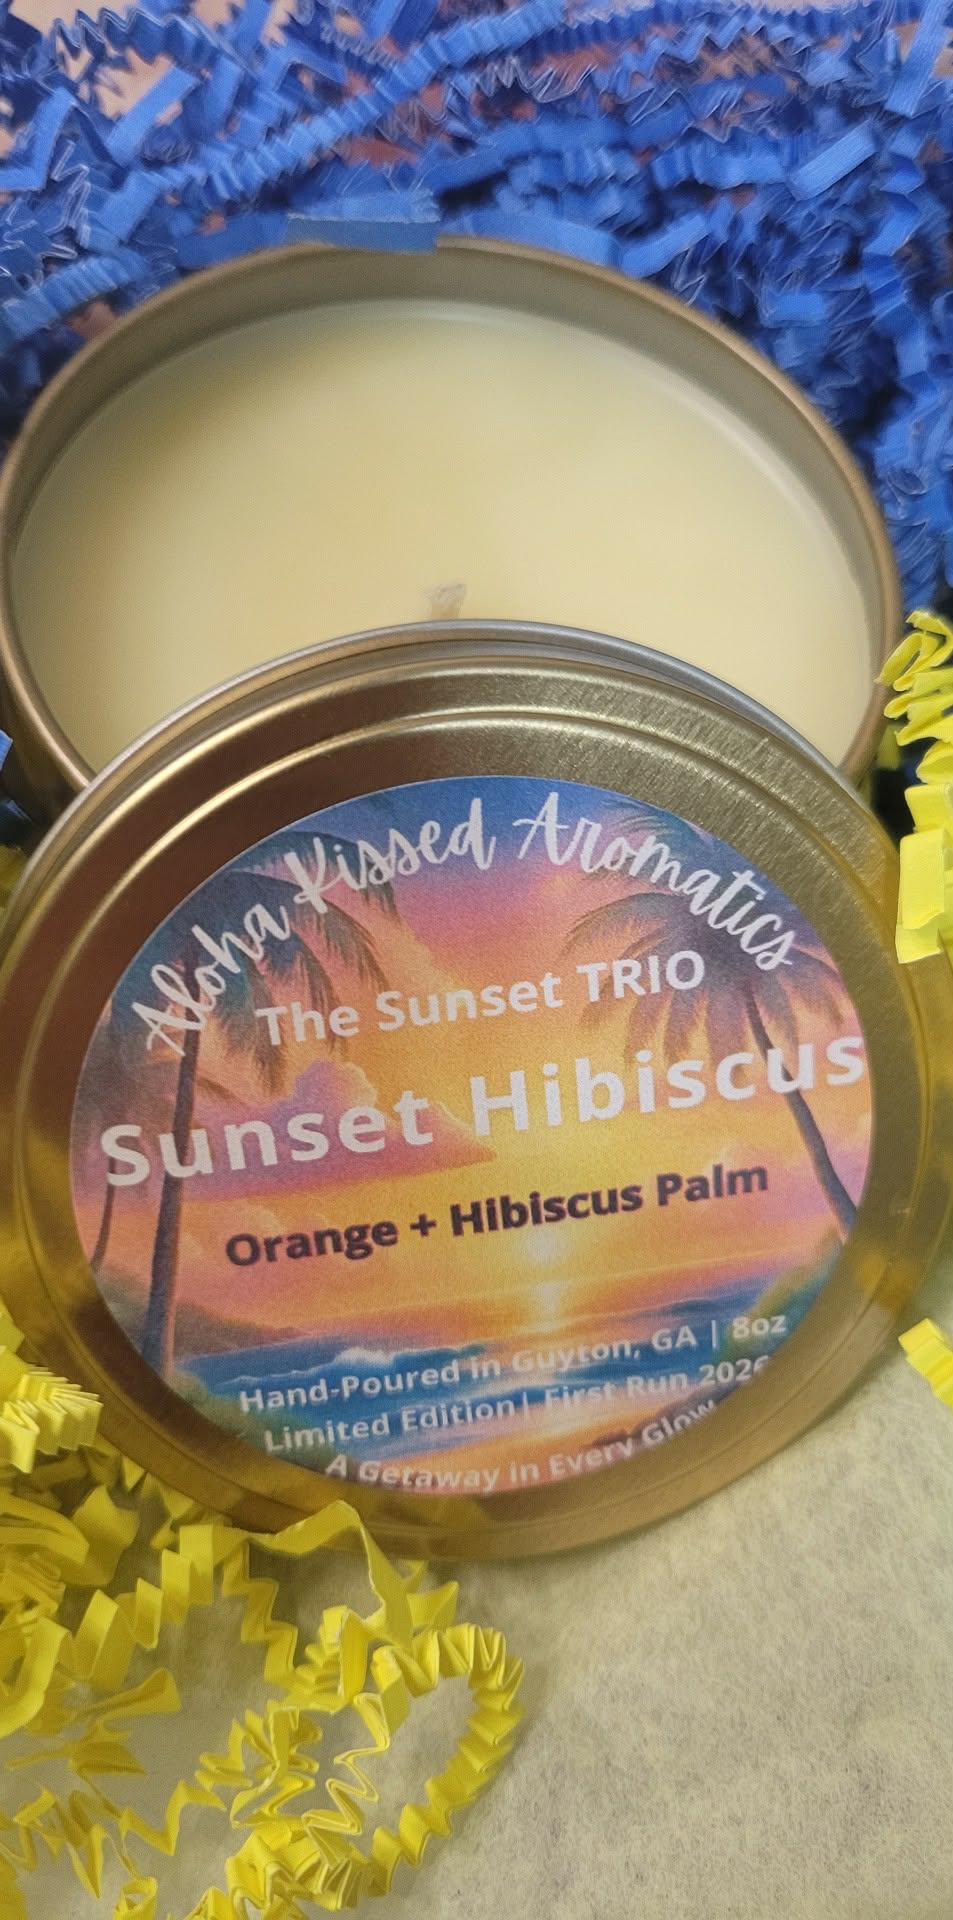 Aloha Kissed Aromatics
The Sunset TRIO
Sunset Hibiscus
Orange + Hibiscus Palm
Hand-Poured in Guyton, GA | 8oz
Limited Edition | First Run 2026
A Getaway in Every Glow